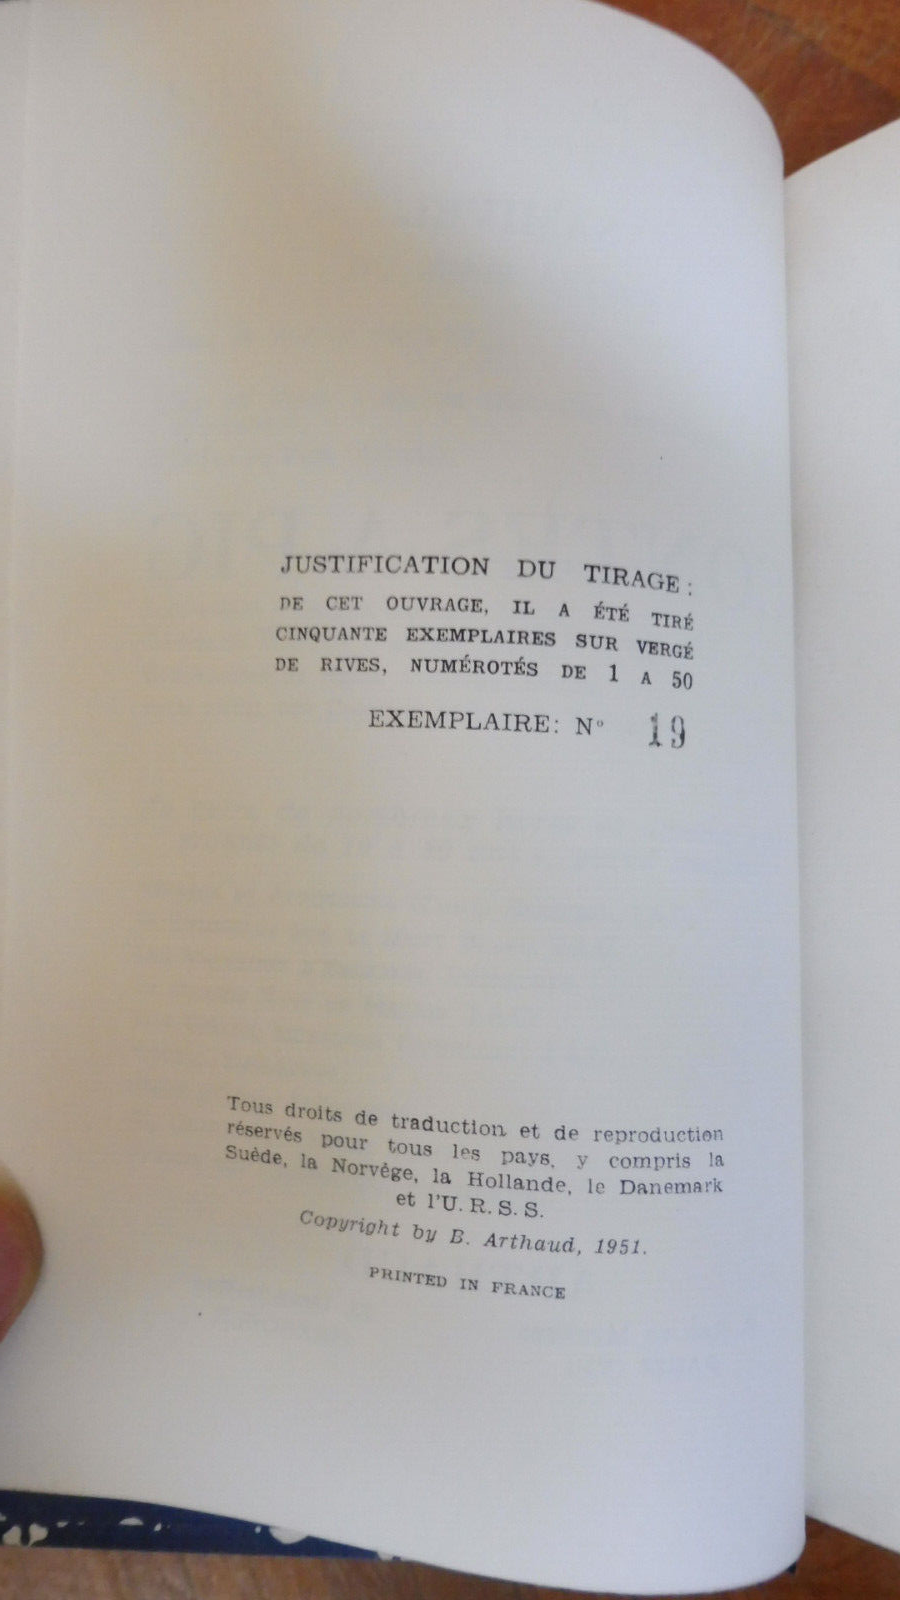 JUSTIFICATION DU TIRAGE :
DE CET OUVRAGE, IL A ÉTÉ TIRÉ
CINQUANTE EXEMPLAIRES SUR VERGÉ
DE RIVES, NUMÉROTÉS DE 1 A 50
EXEMPLAIRE : Nº 19
Tous droits de traduction et de reproduction
réservés pour tous les pays, y compris la
Suède, la Norvège, la Hollande, le Danemark
et l'U. R. S. S.
Copyright by B. Arthaud, 1951.
PRINTED IN FRANCE